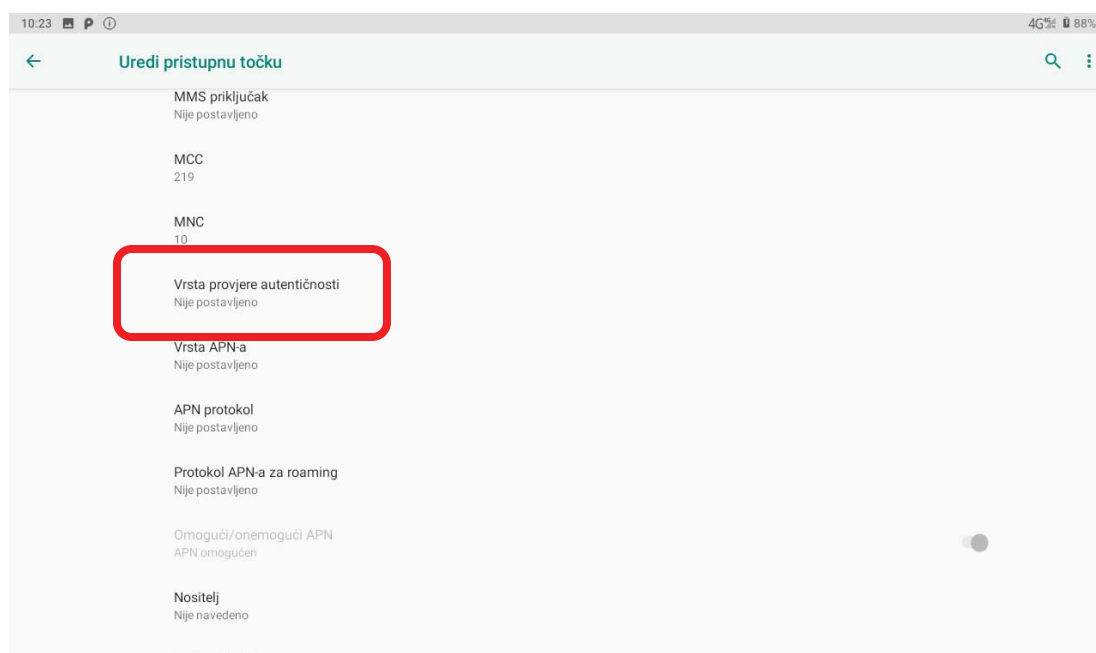 10:23 4G 88%
Uredi pristupnu točku
MMS priključak
Nije postavljeno
MCC
219
MNC
10
Vrsta provjere autentičnosti
Nije postavljeno
Vrsta APN-a
Nije postavljeno
APN protokol
Nije postavljeno
Protokol APN-a za roaming
Nije postavljeno
Omogući/onemogući APN
APN omogućen
Nositelj
Nije navedeno